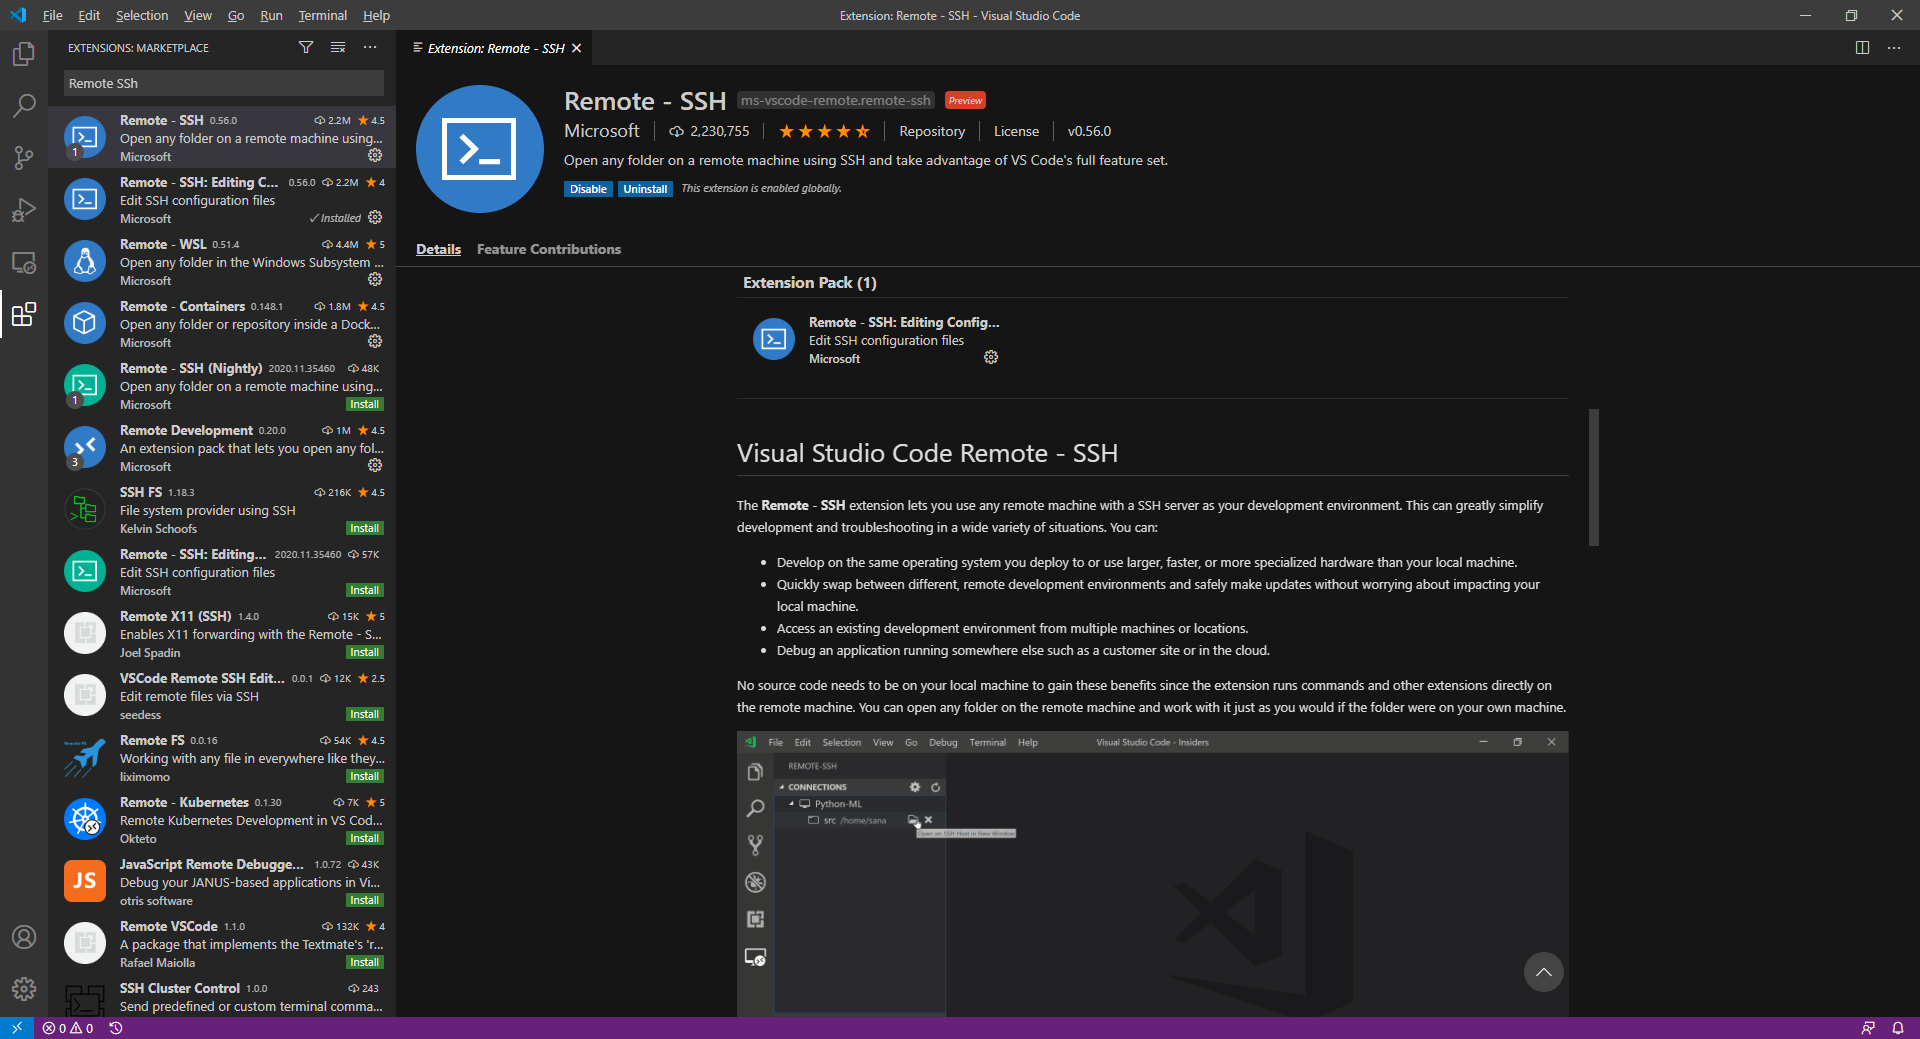 File Edit Selection View Go Run Terminal Help
Extension: Remote - SSH - Visual Studio Code
EXTENSIONS: MARKETPLACE
Remote SSh
Remote - SSH 0.56.0 2.2M 4.5
Open any folder on a remote machine using...
1
Microsoft
Remote - SSH: Editing C... 0.56.0 2.2M 4
Edit SSH configuration files
Microsoft Installed
Remote - WSL 0.51.4 4.4M 5
Open any folder in the Windows Subsystem ...
Microsoft
Remote - Containers 0.148.1 1.8M 4.5
Open any folder or repository inside a Dock...
Microsoft
Remote - SSH (Nightly) 2020.11.35460 48K
Open any folder on a remote machine using...
1
Microsoft Install
Remote Development 0.20.0 1M 4.5
An extension pack that lets you open any fol...
3
Microsoft
SSH FS 1.18.3 216K 4.5
File system provider using SSH
Kelvin Schoofs Install
Remote - SSH: Editing... 2020.11.35460 57K
Edit SSH configuration files
Microsoft Install
Remote X11 (SSH) 1.4.0 15K 5
Enables X11 forwarding with the Remote - S...
Joel Spadin Install
VSCode Remote SSH Edit... 0.0.1 12K 2.5
Edit remote files via SSH
seedess Install
Remote FS 0.0.16 54K 4.5
Working with any file in everywhere like they...
liximomo Install
Remote - Kubernetes 0.1.30 7K 5
Remote Kubernetes Development in VS Cod...
Okteto Install
JavaScript Remote Debugge... 1.0.72 43K
JS
Debug your JANUS-based applications in Vi...
otris software Install
Remote VSCode 1.1.0 132K 4
A package that implements the Textmate's 'r...
Rafael Maiolla Install
SSH Cluster Control 1.0.0 243
Send predefined or custom terminal comma...
Extension: Remote - SSH
Remote - SSH ms-vscode-remote.remote-ssh Preview
Microsoft 2,230,755 Repository License v0.56.0
Open any folder on a remote machine using SSH and take advantage of VS Code's full feature set.
Disable Uninstall This extension is enabled globally.
Details Feature Contributions
Extension Pack (1)
Remote - SSH: Editing Config...
Edit SSH configuration files
Microsoft
Visual Studio Code Remote - SSH
The Remote - SSH extension lets you use any remote machine with a SSH server as your development environment. This can greatly simplify
development and troubleshooting in a wide variety of situations. You can:
• Develop on the same operating system you deploy to or use larger, faster, or more specialized hardware than your local machine.
• Quickly swap between different, remote development environments and safely make updates without worrying about impacting your
local machine.
• Access an existing development environment from multiple machines or locations.
• Debug an application running somewhere else such as a customer site or in the cloud.
No source code needs to be on your local machine to gain these benefits since the extension runs commands and other extensions directly on
the remote machine. You can open any folder on the remote machine and work with it just as you would if the folder were on your own machine.
File Edit Selection View Go Debug Terminal Help Visual Studio Code - Insiders
REMOTE-SSH
CONNECTIONS
Python-ML
src /home/sana
Open on SSH Host in New Window
0 0